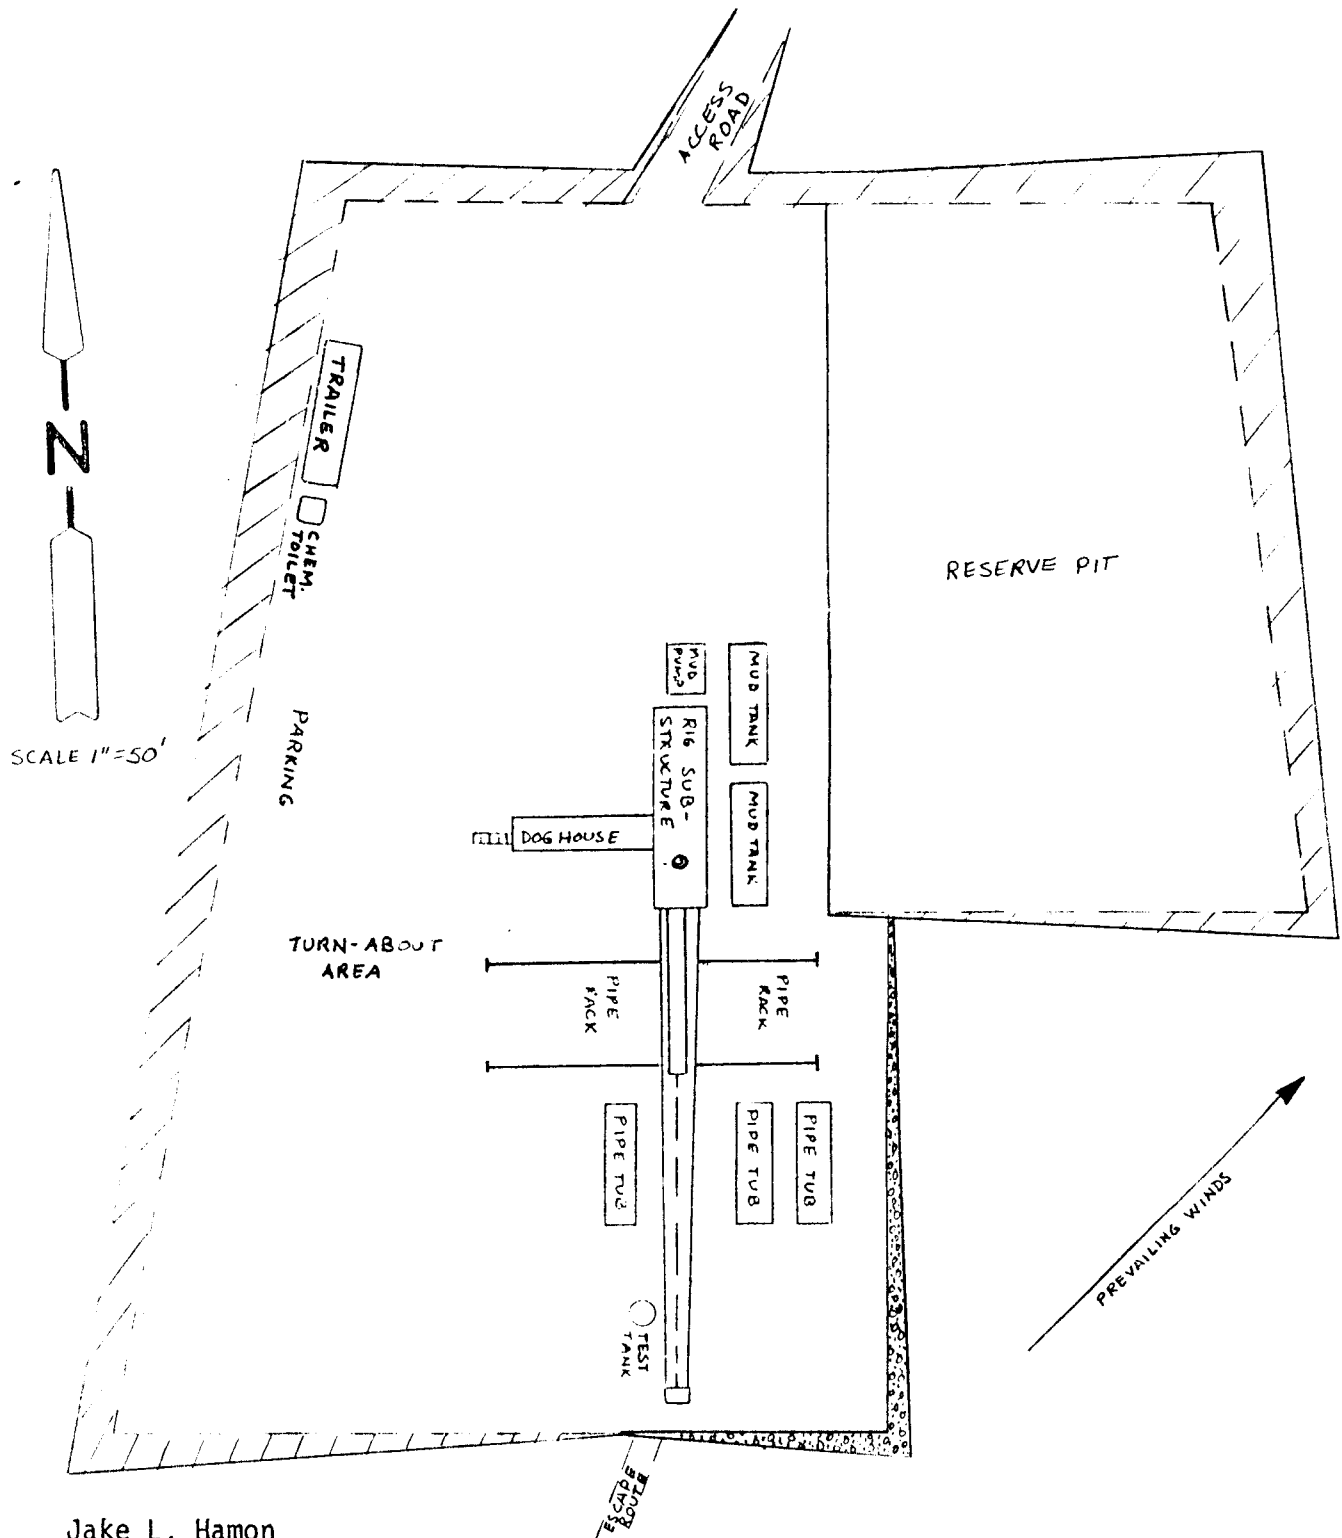 ACCESS
ROAD
TRAILER
CHEM.
TOILET
N
RESERVE PIT
MUD
PUMP
MUD TANK
RIG SUB-
STRUCTURE
SCALE 1"=50'
PARKING
MUD TANK
DOG HOUSE
TURN-ABOUT
AREA
PIPE
RACK
PIPE
RACK
PIPE TUB
PIPE TUB
PIPE TUB
PREVAILING WINDS
TEST
TANK
ESCAPE
ROUTE
Jake L. Hamon